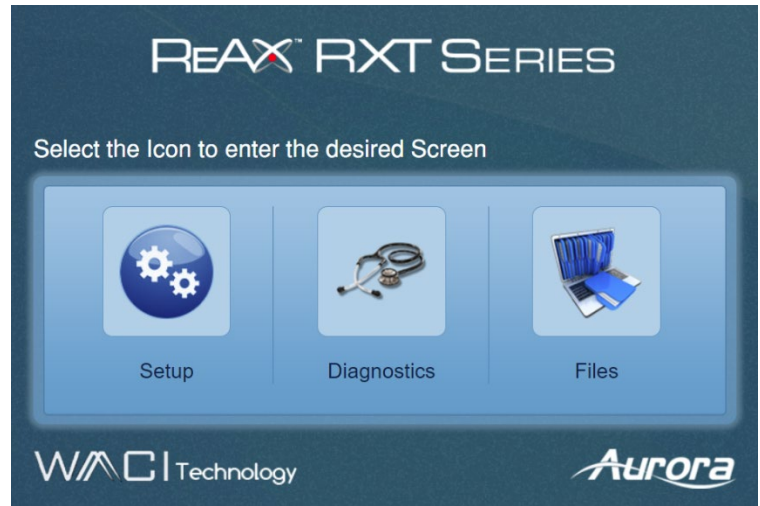 ReAX™ RXT Series
Select the Icon to enter the desired Screen
Setup Diagnostics Files
WACI Technology Aurora